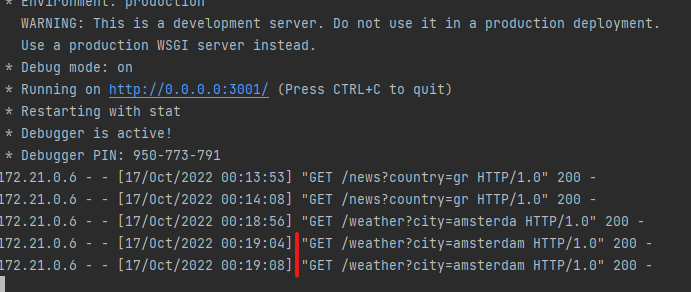 * Environment: production
WARNING: This is a development server. Do not use it in a production deployment.
Use a production WSGI server instead.
* Debug mode: on
* Running on http://0.0.0.0:3001/ (Press CTRL+C to quit)
* Restarting with stat
* Debugger is active!
* Debugger PIN: 950-773-791
172.21.0.6 - - [17/Oct/2022 00:13:53] "GET /news?country=gr HTTP/1.0" 200 -
172.21.0.6 - - [17/Oct/2022 00:14:08] "GET /news?country=gr HTTP/1.0" 200 -
172.21.0.6 - - [17/Oct/2022 00:18:56] "GET /weather?city=amsterda HTTP/1.0" 200 -
172.21.0.6 - - [17/Oct/2022 00:19:04] "GET /weather?city=amsterdam HTTP/1.0" 200 -
172.21.0.6 - - [17/Oct/2022 00:19:08] "GET /weather?city=amsterdam HTTP/1.0" 200 -